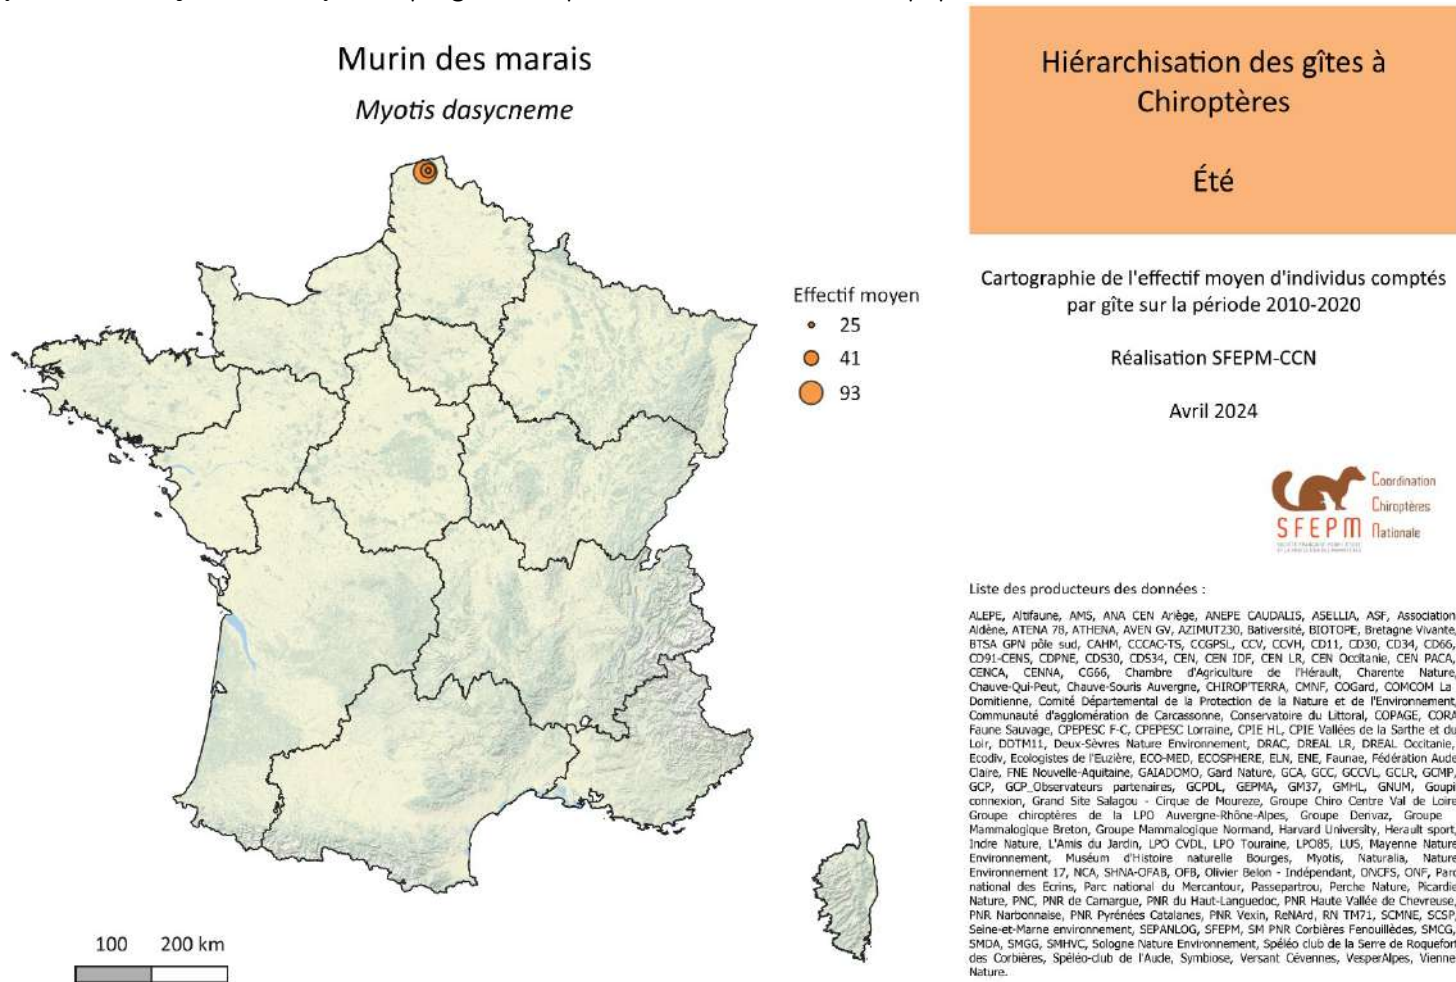 Murin des marais
Myotis dasycneme
Hiérarchisation des gîtes à
Chiroptères
Été
Cartographie de l'effectif moyen d'individus comptés
par gîte sur la période 2010-2020
Réalisation SFEPM-CCN
Avril 2024
Effectif moyen
25
41
93
Coordination
Chiroptères
Nationale
SFEPM
Liste des producteurs des données :
ALEPE, Altifaune, AMS, ANA CEN Ariège, ANEPE CAUDALIS, ASELLIA, ASF, Association
Aldène, ATENA 78, ATHENA, AVEN GV, AZIMUT230, Bativersité, BIOTOPE, Bretagne Vivante,
BTSA GPN pôle sud, CAHM, CCCAC-TS, CCGPSL, CCV, CCVH, CD11, CD30, CD34, CD66,
CD91-CENS, CDPNE, CDS30, CDS34, CEN, CEN IDF, CEN LR, CEN Occitanie, CEN PACA,
CENCA, CENNA, CG66, Chambre d'Agriculture de l'Hérault, Charente Nature,
Chauve-Qui-Peut, Chauve-Souris Auvergne, CHIROP'TERRA, CMNF, COGard, COMCOM La
Domitienne, Comité Départemental de la Protection de la Nature et de l'Environnement,
Communauté d'agglomération de Carcassonne, Conservatoire du Littoral, COPAGE, CORA
Faune Sauvage, CPEPESC F-C, CPEPESC Lorraine, CPIE HL, CPIE Vallées de la Sarthe et du
Loir, DDTM11, Deux-Sèvres Nature Environnement, DRAC, DREAL LR, DREAL Occitanie,
Ecodiv, Ecologistes de l'Euzière, ECO-MED, ECOSPHERE, ELN, ENE, Faunae, Fédération Aude
Claire, FNE Nouvelle-Aquitaine, GAIADOMO, Gard Nature, GCA, GCC, GCCVL, GCLR, GCMP,
GCP, GCP_Observateurs partenaires, GCPDL, GEPMA, GM37, GMHL, GNUM, Goupil
connexion, Grand Site Salagou - Cirque de Moureze, Groupe Chiro Centre Val de Loire
Groupe chiroptères de la LPO Auvergne-Rhône-Alpes, Groupe Denvaz, Groupe
Mammalogique Breton, Groupe Mammalogique Normand, Harvard University, Herault sport,
Indre Nature, L'Amis du Jardin, LPO CVDL, LPO Touraine, LPO85, LUS, Mayenne Nature
Environnement, Muséum d'Histoire naturelle Bourges, Myotis, Naturalia, Nature
Environnement 17, NCA, SHNA-OFAB, OFB, Olivier Belon - Indépendant, ONCFS, ONF, Parc
national des Ecrins, Parc national du Mercantour, Passepartrou, Perche Nature, Picardie
Nature, PNC, PNR de Camargue, PNR du Haut-Languedoc, PNR Haute Vallée de Chevreuse,
PNR Narbonnaise, PNR Pyrénées Catalanes, PNR Vexin, ReNArd, RN TM71, SCMNE, SCSP,
Seine-et-Marne environnement, SEPANLOG, SFEPM, SM PNR Corbières Fenouillèdes, SMCG,
SMDA, SMGG, SMHVC, Sologne Nature Environnement, Spéléo club de la Serre de Roquefort
des Corbières, Spéléo-club de l'Aude, Symbiose, Versant Cévennes, VesperAlpes, Vienne
Nature.
100 200 km